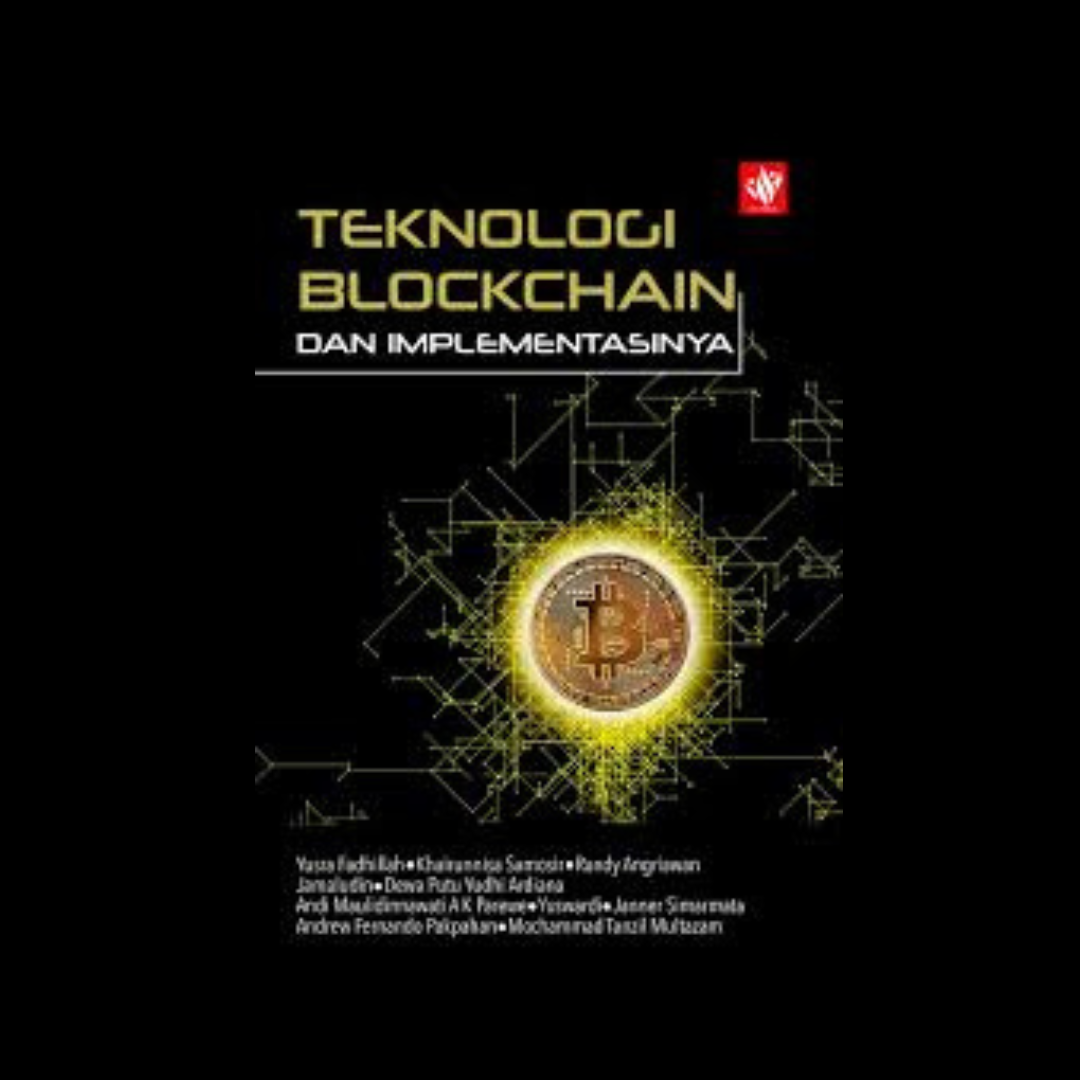 TEKNOLOGI
BLOCKCHAIN
DAN IMPLEMENTASINYA
Yusra Fadhillah•Khairunnisa Samosir•Randy Angriawan
Jamaludin•Dewa Putu Yudhi Ardiana
Andi Maulidinnawati A K Parewe•Yuswardi•Janner Simarmata
Andrew Fernando Pakpahan•Mochammad Tanzil Multazam